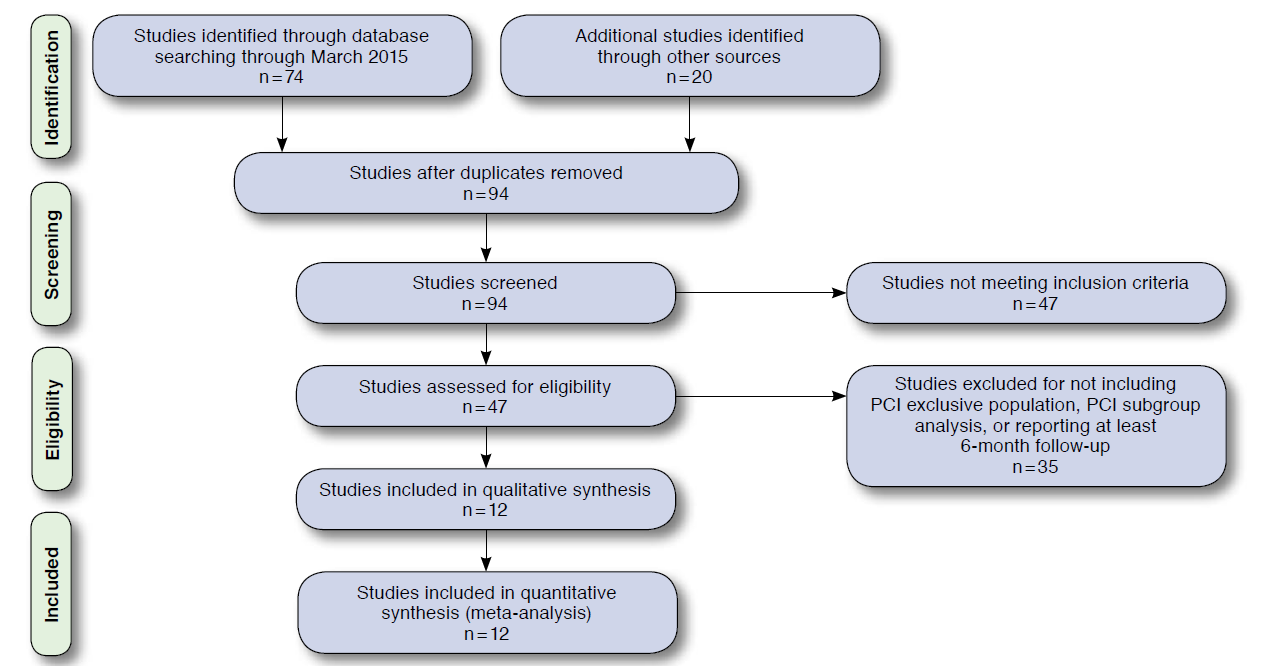 Identification
Studies identified through database
searching through March 2015
n=74
Additional studies identified
through other sources
n=20
Studies after duplicates removed
n=94
Screening
Studies screened
n=94
Studies not meeting inclusion criteria
n=47
Eligibility
Studies assessed for eligibility
n=47
Studies excluded for not including
PCI exclusive population, PCI subgroup
analysis, or reporting at least
6-month follow-up
n=35
Studies included in qualitative synthesis
n=12
Included
Studies included in quantitative
synthesis (meta-analysis)
n=12